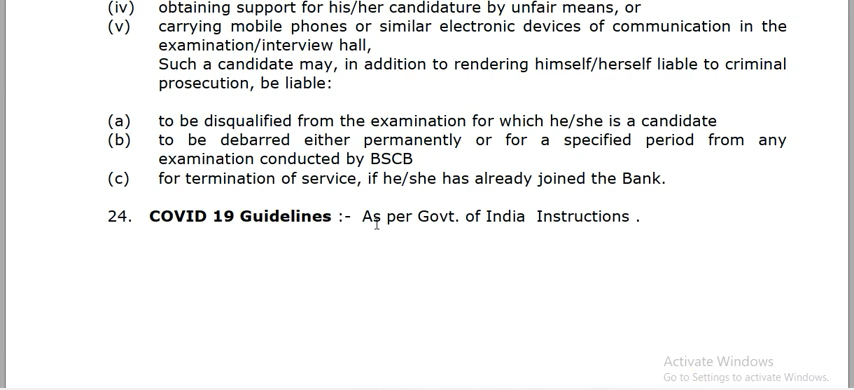 (iv) obtaining support for his/her candidature by unfair means, or
(v) carrying mobile phones or similar electronic devices of communication in the
examination/interview hall,
Such a candidate may, in addition to rendering himself/herself liable to criminal
prosecution, be liable:
(a) to be disqualified from the examination for which he/she is a candidate
(b) to be debarred either permanently or for a specified period from any
examination conducted by BSCB
(c) for termination of service, if he/she has already joined the Bank.
24. COVID 19 Guidelines :- As per Govt. of India Instructions .
Activate Windows
Go to Settings to activate Windows.